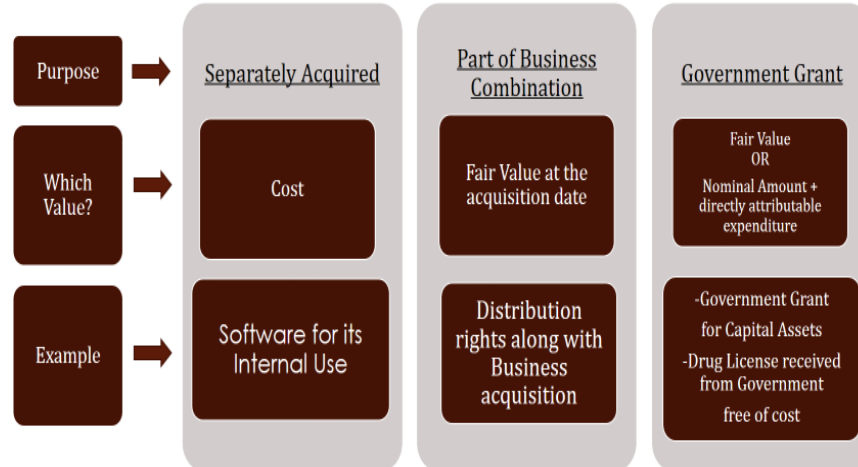 Purpose
Separately Acquired
Part of Business
Combination
Government Grant
Which
Value?
Cost
Fair Value at the
acquisition date
Fair Value
OR
Nominal Amount +
directly attributable
expenditure
Example
Software for its
Internal Use
Distribution
rights along with
Business
acquisition
-Government Grant
for Capital Assets
-Drug License received
from Government
free of cost